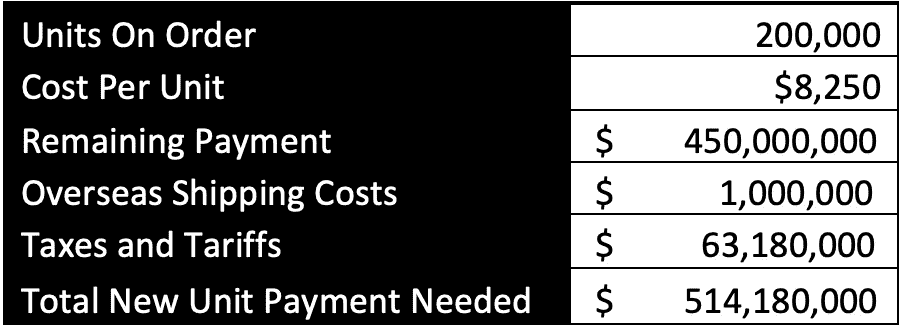 Units On Order 200,000
Cost Per Unit $8,250
Remaining Payment $ 450,000,000
Overseas Shipping Costs $ 1,000,000
Taxes and Tariffs $ 63,180,000
Total New Unit Payment Needed $ 514,180,000